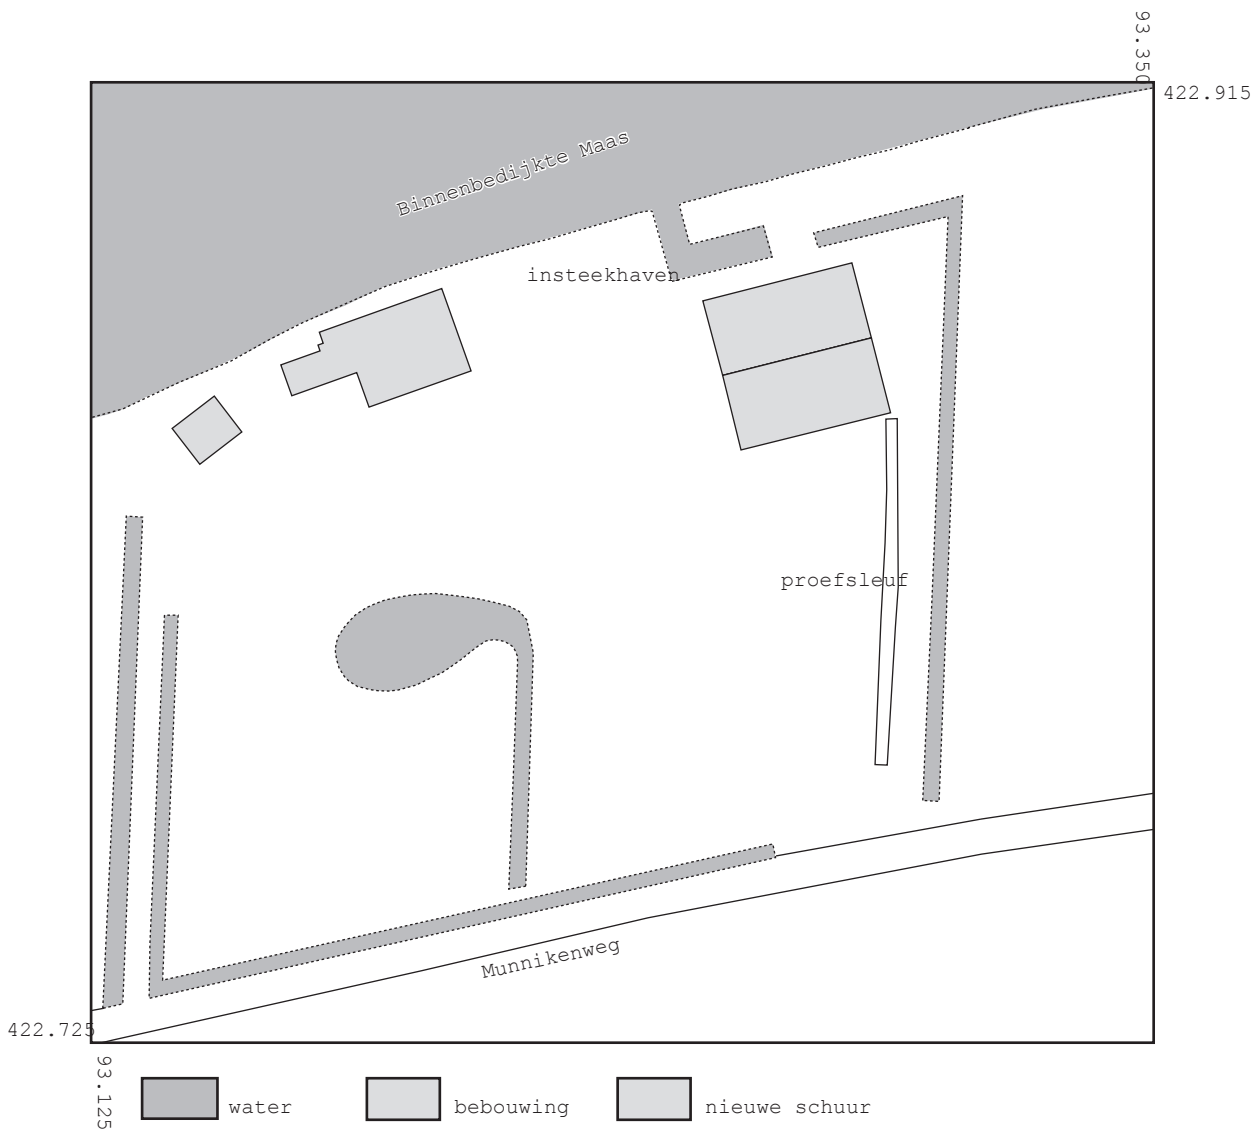 93.350
422.915
Binnenbedijkte Maas
insteekhaven
proefsleuf
Munnikenweg
422.725
93.125
water
bebouwing
nieuwe schuur